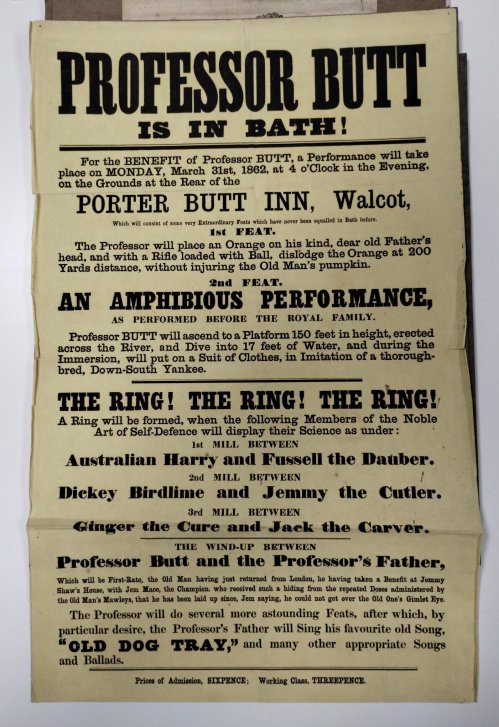 PROFESSOR BUTT
IS IN BATH!
For the BENEFIT of Professor BUTT, a Performance will take
place on MONDAY, March 31st, 1862, at 4 o'Clock in the Evening,
on the Grounds at the Rear of the
PORTER BUTT INN, Walcot,
Which will consist of some very Extraordinary Feats which have never been equalled in Bath before.
1st FEAT.
The Professor will place an Orange on his kind, dear old Father's
head, and with a Rifle loaded with Ball, dislodge the Orange at 200
Yards distance, without injuring the Old Man's pumpkin.
2nd FEAT.
AN AMPHIBIOUS PERFORMANCE,
AS PERFORMED BEFORE THE ROYAL FAMILY.
Professor BUTT will ascend to a Platform 150 feet in height, erected
across the River, and Dive into 17 feet of Water, and during the
Immersion, will put on a Suit of Clothes, in Imitation of a thorough-
bred, Down-South Yankee.
THE RING! THE RING! THE RING!
A Ring will be formed, when the following Members of the Noble
Art of Self-Defence will display their Science as under:
1st MILL BETWEEN
Australian Harry and Fussell the Dauber.
2nd MILL BETWEEN
Dickey Birdlime and Jemmy the Cutler.
3rd MILL BETWEEN
Ginger the Cure and Jack the Carver.
THE WIND-UP BETWEEN
Professor Butt and the Professor's Father,
Which will be First-Rate, the Old Man having just returned from London, he having taken a Benefit at Jemmy
Shaw's House, with Jem Mace, the Champion, who received such a hiding from the repeated Doses administered by
the Old Man's Mawleys, that he has been laid up since, Jem saying, he could not get over the Old One's Gimlet Eye.
The Professor will do several more astounding Feats, after which, by
particular desire, the Professor's Father will Sing his favourite old Song,
"OLD DOG TRAY," and many other appropriate Songs
and Ballads.
Prices of Admission, SIXPENCE; Working Class, THREEPENCE.